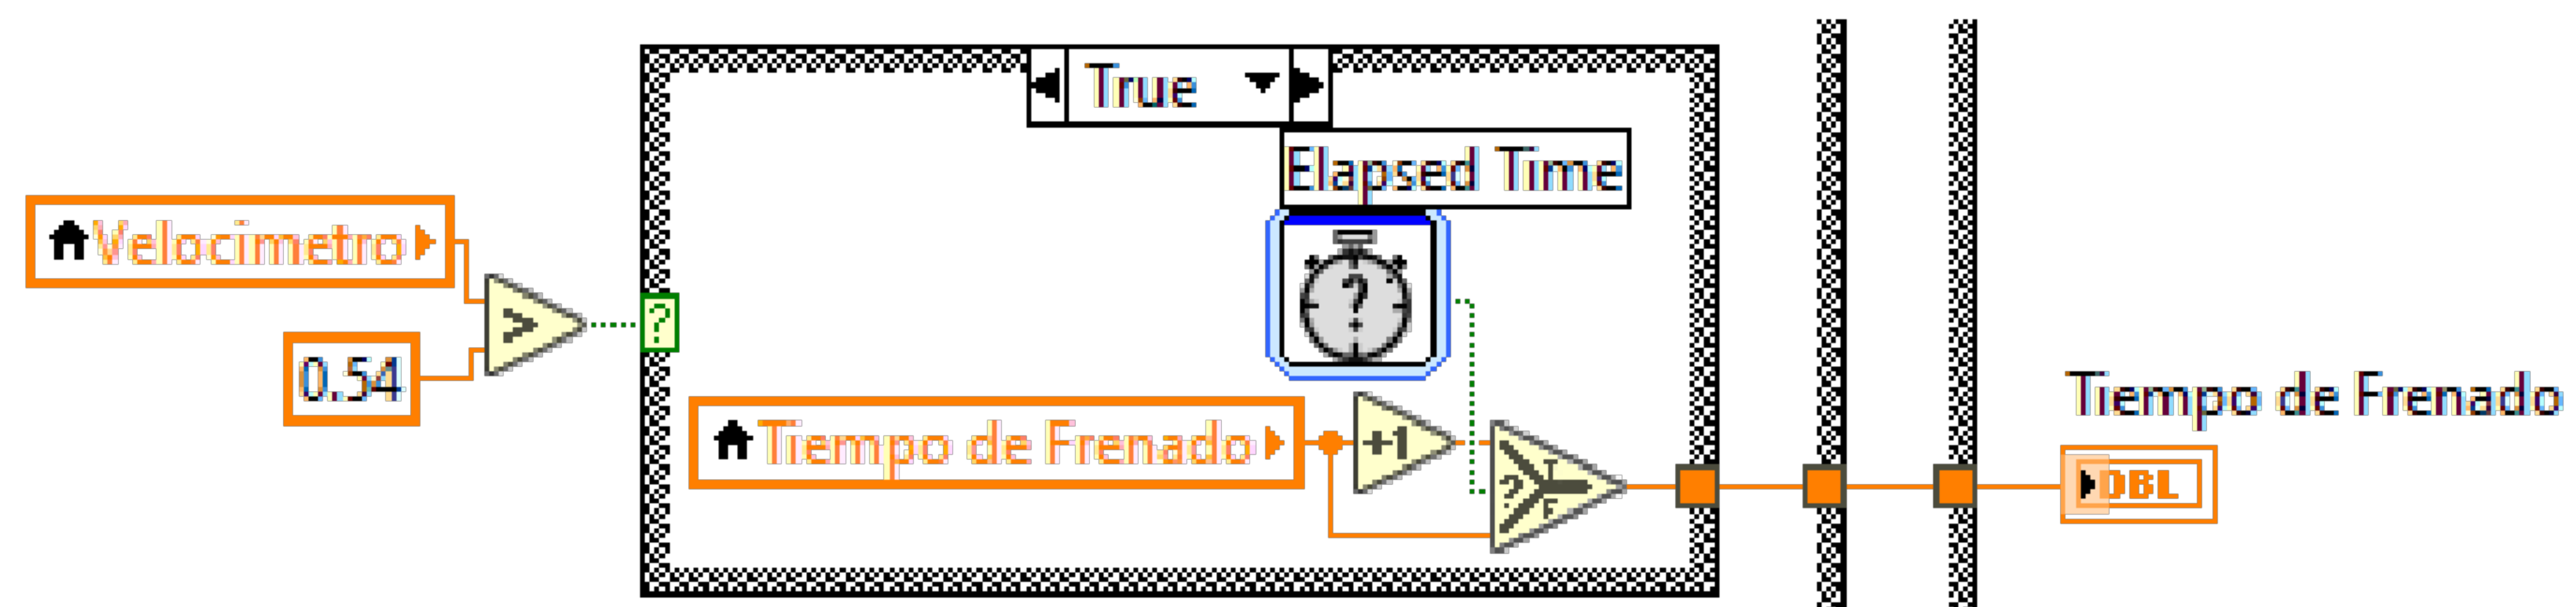 True
Elapsed Time
Velocimetro
>
?
0.54
?
Tiempo de Frenado
+1
T
?
F
Tiempo de Frenado
DBL